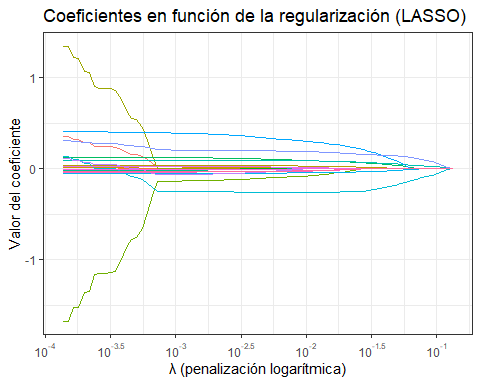 Coeficientes en función de la regularización (LASSO)
Valor del coeficiente
1
0
-1
10^-4 10^-3.5 10^-3 10^-2.5 10^-2 10^-1.5 10^-1
λ (penalización logarítmica)